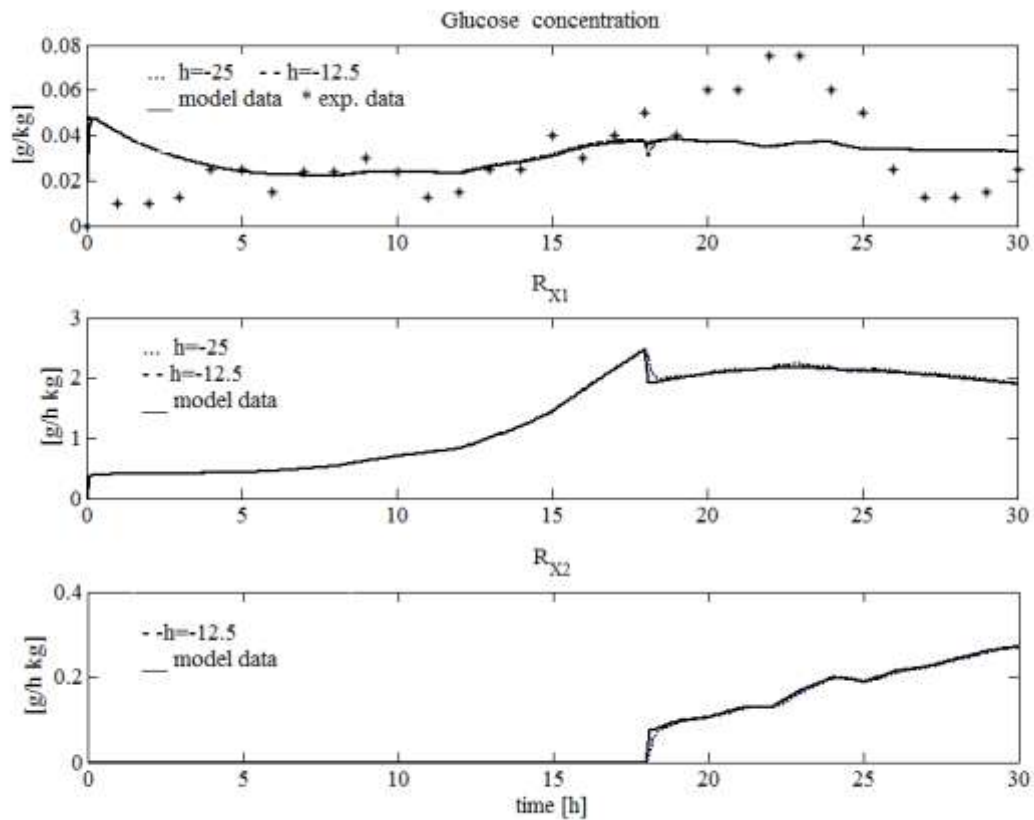 Glucose concentration
0.08
0.06
0.04
0.02
0
[g/kg]
... h=-25 -- h=-12.5
__ model data * exp. data
0 5 10 15 20 25 30
R_X1
3
2
1
0
[g/h kg]
... h=-25
-- h=-12.5
__ model data
0 5 10 15 20 25 30
R_X2
0.4
0.2
0
[g/h kg]
- -h=-12.5
__ model data
0 5 10 15 20 25 30
time [h]